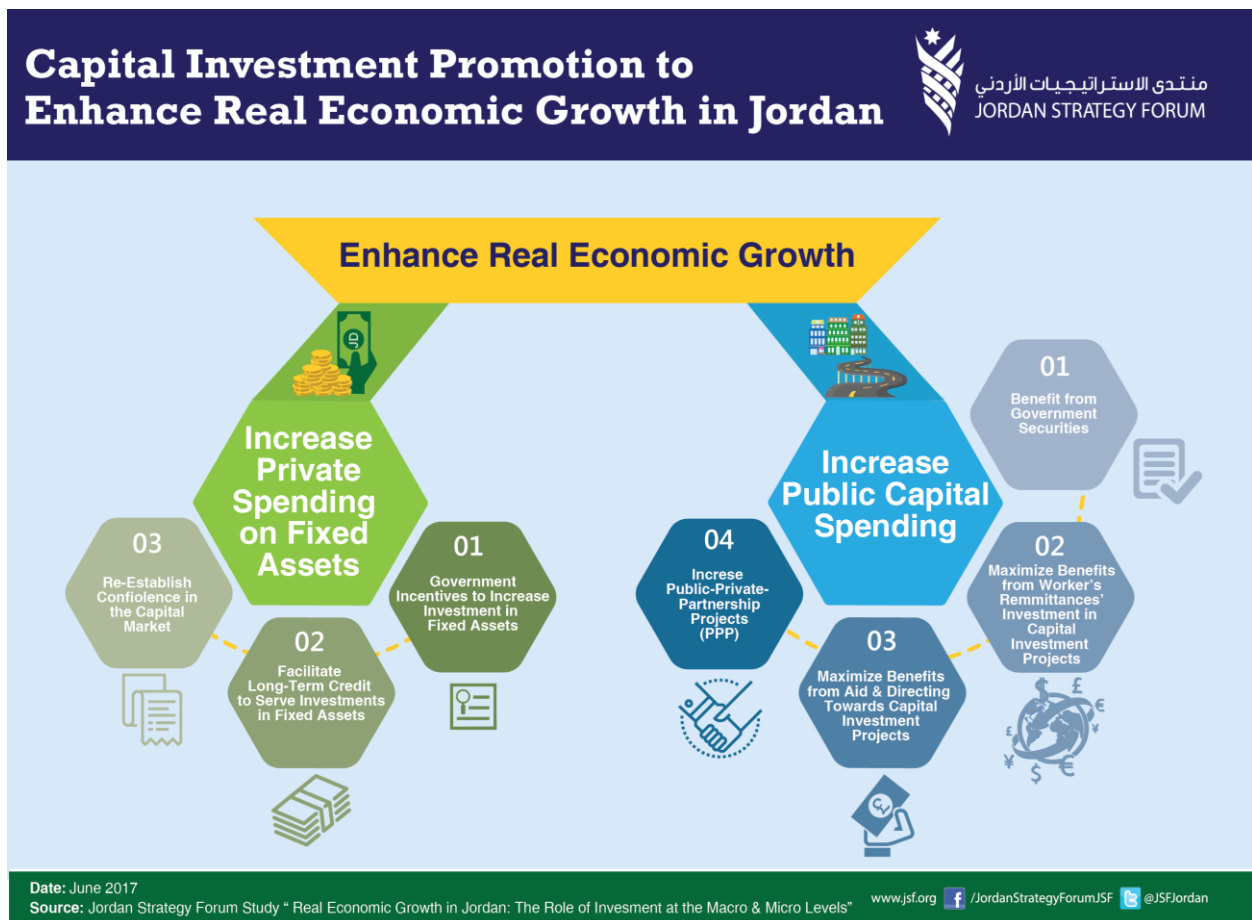 Capital Investment Promotion to
Enhance Real Economic Growth in Jordan
منتدى الاستراتيجيات الأردني
JORDAN STRATEGY FORUM
Enhance Real Economic Growth
JD
Increase
Private
Spending
on Fixed
Assets
01
Government
Incentives to Increase
Investment in
Fixed Assets
02
Facilitate
Long-Term Credit
to Serve Investments
in Fixed Assets
03
Re-Establish
Confiolence in
the Capital
Market
Increase
Public Capital
Spending
01
Benefit from
Government
Securities
02
Maximize Benefits
from Worker's
Remmittances'
Investment in
Capital
Investment
Projects
03
Maximize Benefits
from Aid & Directing
Towards Capital
Investment
Projects
04
Increse
Public-Private-
Partnership
Projects
(PPP)
$ £ € ¥ € $ ¥ £
Date: June 2017
Source: Jordan Strategy Forum Study “ Real Economic Growth in Jordan: The Role of Invesment at the Macro & Micro Levels”
www.jsf.org f /JordanStrategyForumJSF @JSFJordan